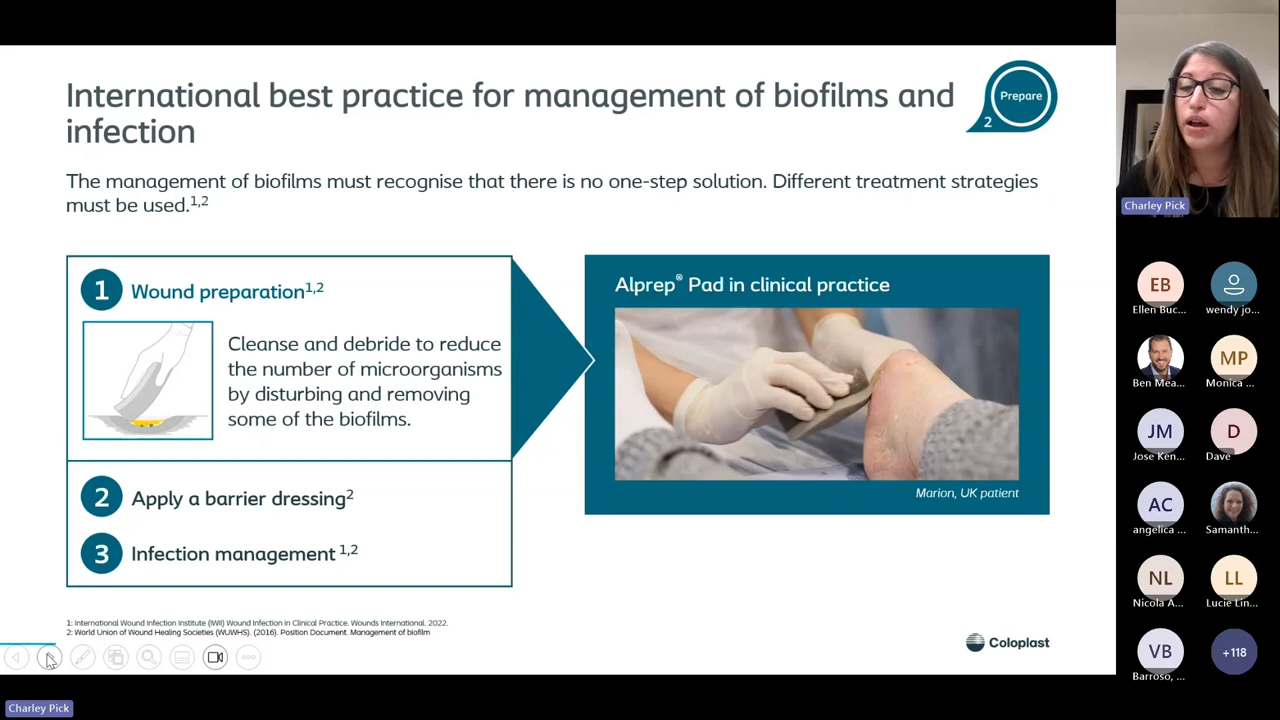 International best practice for management of biofilms and
infection
Prepare
2
The management of biofilms must recognise that there is no one-step solution. Different treatment strategies
must be used.1,2
1 Wound preparation1,2
Cleanse and debride to reduce
the number of microorganisms
by disturbing and removing
some of the biofilms.
2 Apply a barrier dressing2
3 Infection management 1,2
Alprep® Pad in clinical practice
Marion, UK patient
1: International Wound Infection Institute (IWII) Wound Infection in Clinical Practice. Wounds International. 2022.
2: World Union of Wound Healing Societies (WUWHS). (2016). Position Document. Management of biofilm
Coloplast
Charley Pick
Charley Pick
EB
Ellen Buc...
wendy jo...
Ben Mea...
MP
Monica ...
JM
Jose Ken...
D
Dave
AC
angelica ...
Samanth...
NL
Nicola A...
LL
Lucie Lin...
VB
Barroso, ...
+118